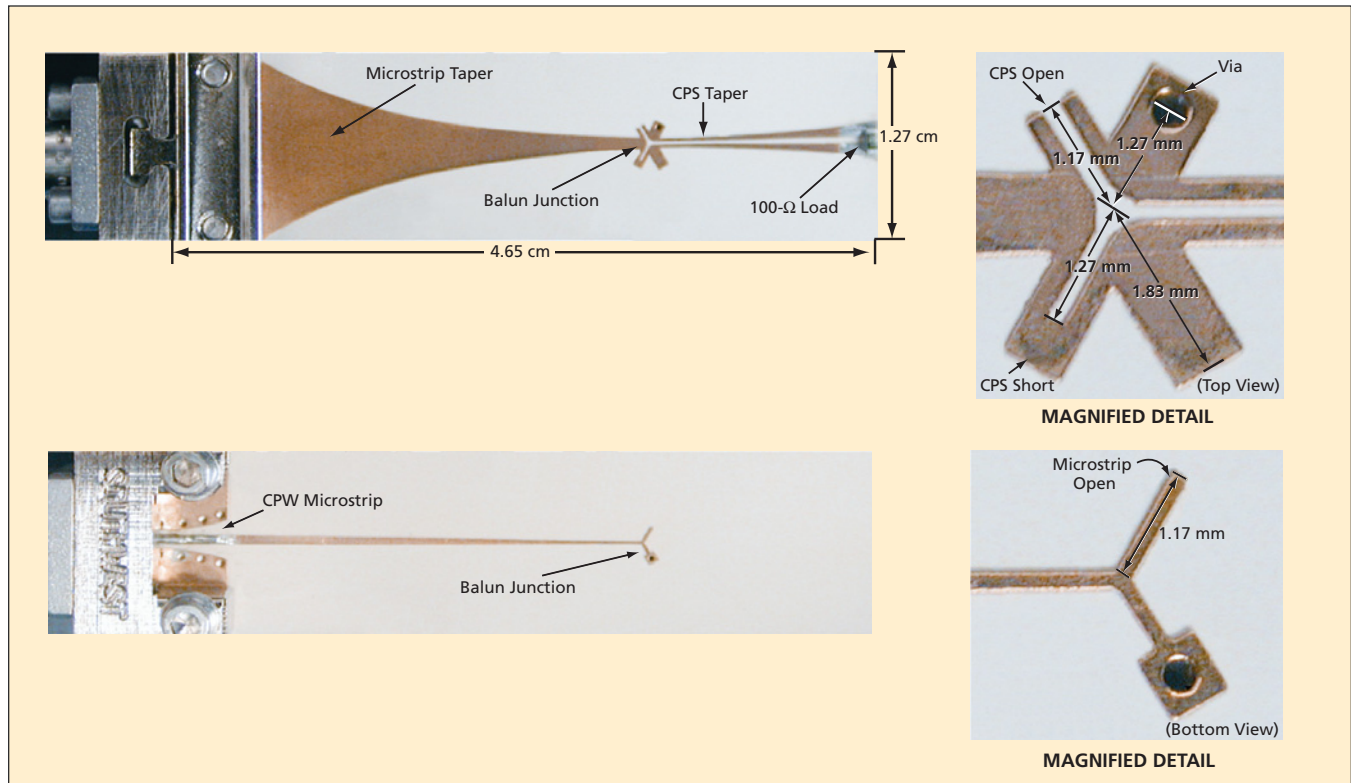 Microstrip Taper
CPS Taper
Balun Junction
100-Ω Load
1.27 cm
4.65 cm
CPS Open
Via
1.27 mm
1.17 mm
1.27 mm
1.83 mm
CPS Short
(Top View)
MAGNIFIED DETAIL
SOUTHWEST
CPW Microstrip
Balun Junction
Microstrip
Open
1.17 mm
(Bottom View)
MAGNIFIED DETAIL